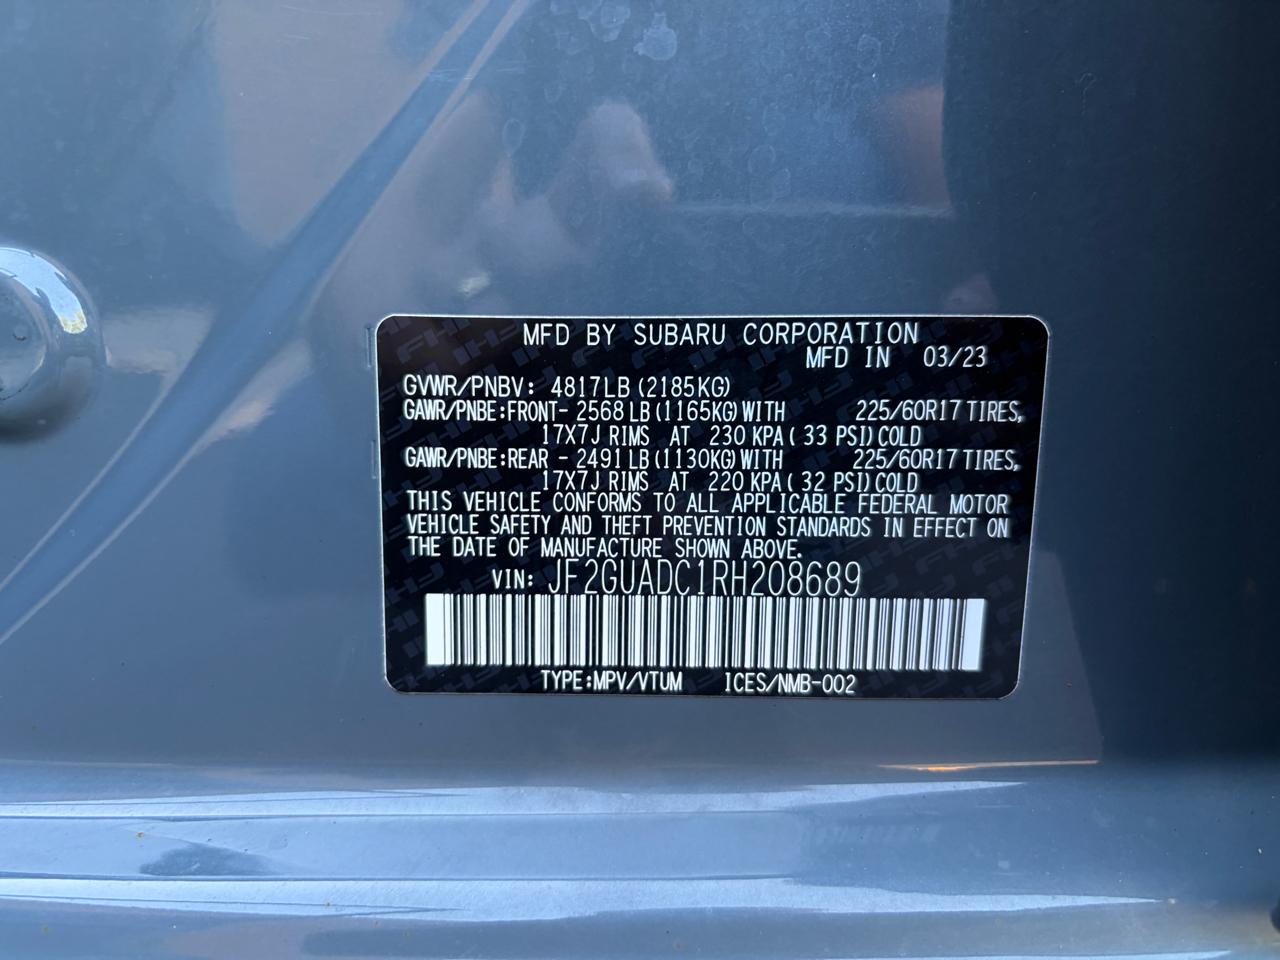 MFD BY SUBARU CORPORATION
MFD IN 03/23
GVWR/PNBV: 4817LB (2185KG)
GAWR/PNBE:FRONT- 2568 LB (1165KG) WITH 225/60R17 TIRES,
17X7J RIMS AT 230 KPA ( 33 PSI) COLD
GAWR/PNBE:REAR - 2491 LB (1130KG) WITH 225/60R17 TIRES,
17X7J RIMS AT 220 KPA ( 32 PSI) COLD
THIS VEHICLE CONFORMS TO ALL APPLICABLE FEDERAL MOTOR
VEHICLE SAFETY AND THEFT PREVENTION STANDARDS IN EFFECT ON
THE DATE OF MANUFACTURE SHOWN ABOVE.
VIN: JF2GUADC1RH208689
TYPE:MPV/VTUM ICES/NMB-002